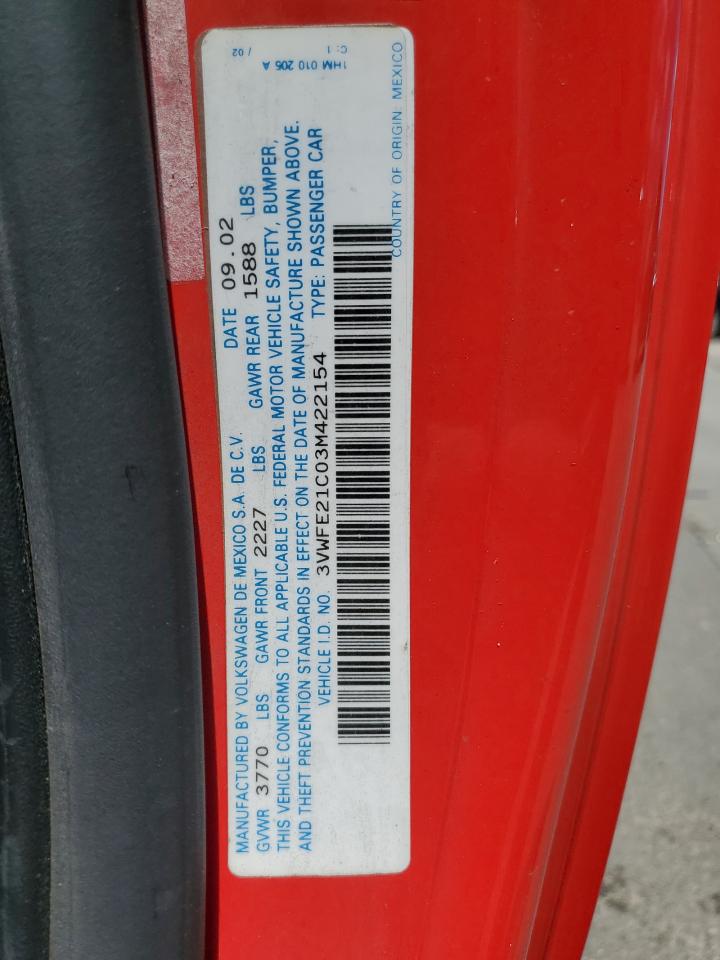 MANUFACTURED BY VOLKSWAGEN DE MEXICO S.A. DE C.V. DATE 09.02
GVWR 3770 LBS GAWR FRONT 2227 LBS GAWR REAR 1588 LBS
THIS VEHICLE CONFORMS TO ALL APPLICABLE U.S. FEDERAL MOTOR VEHICLE SAFETY, BUMPER,
AND THEFT PREVENTION STANDARDS IN EFFECT ON THE DATE OF MANUFACTURE SHOWN ABOVE.
VEHICLE I.D. NO. 3VWFE21C03M422154 TYPE: PASSENGER CAR
COUNTRY OF ORIGIN: MEXICO
1HM 010 205 A
C: 1 / 02